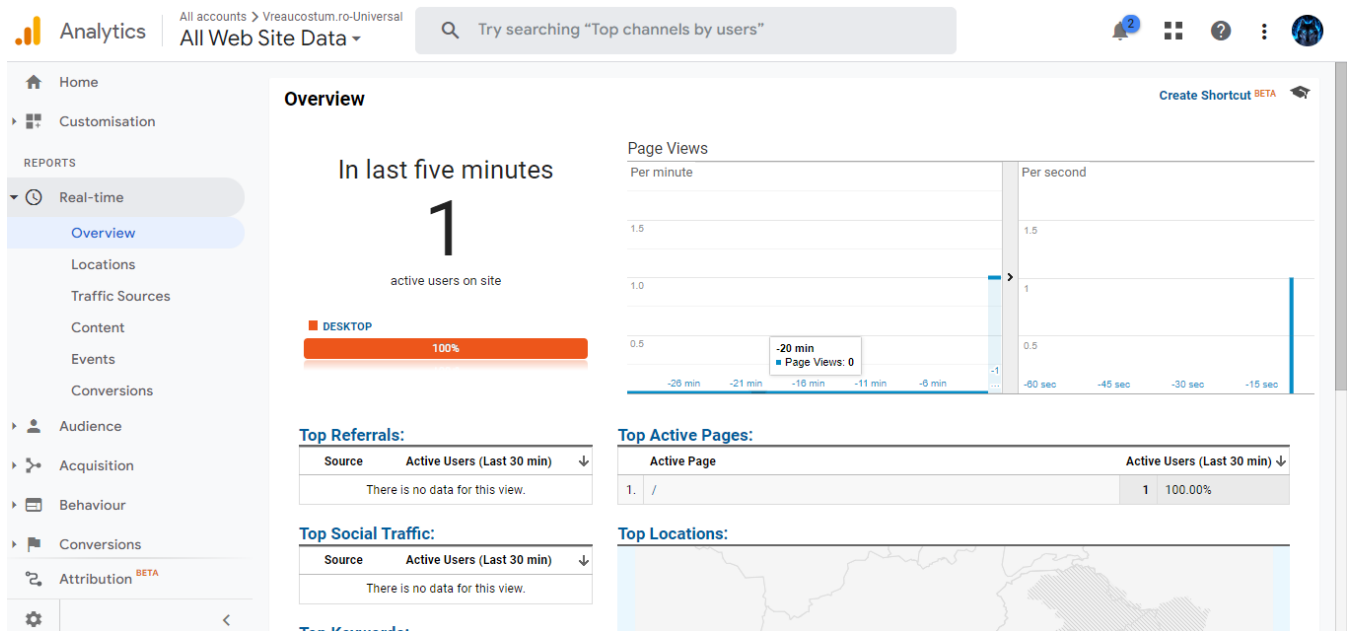 Analytics
All accounts > Vreaucostum.ro-Universal
All Web Site Data
Try searching “Top channels by users”
2
Home
Customisation
REPORTS
Real-time
Overview
Locations
Traffic Sources
Content
Events
Conversions
Audience
Acquisition
Behaviour
Conversions
Attribution BETA
Overview
Create Shortcut BETA
In last five minutes
1
active users on site
DESKTOP
100%
Page Views
Per minute
1.5
1.0
0.5
-26 min -21 min -16 min -11 min -6 min
-1
...
-20 min
Page Views: 0
Per second
1.5
1
0.5
-60 sec -45 sec -30 sec -15 sec
Top Referrals:
Source Active Users (Last 30 min)
There is no data for this view.
Top Active Pages:
Active Page Active Users (Last 30 min)
1. / 1 100.00%
Top Social Traffic:
Source Active Users (Last 30 min)
There is no data for this view.
Top Locations:
Top Keywords: